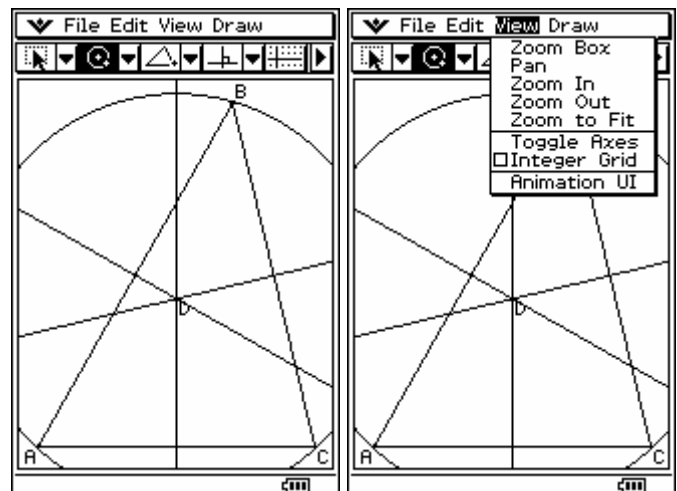 File Edit View Draw
B
D
A
C
File Edit View Draw
Zoom Box
Pan
Zoom In
Zoom Out
Zoom to Fit
Toggle Axes
Integer Grid
Animation UI
D
A
C